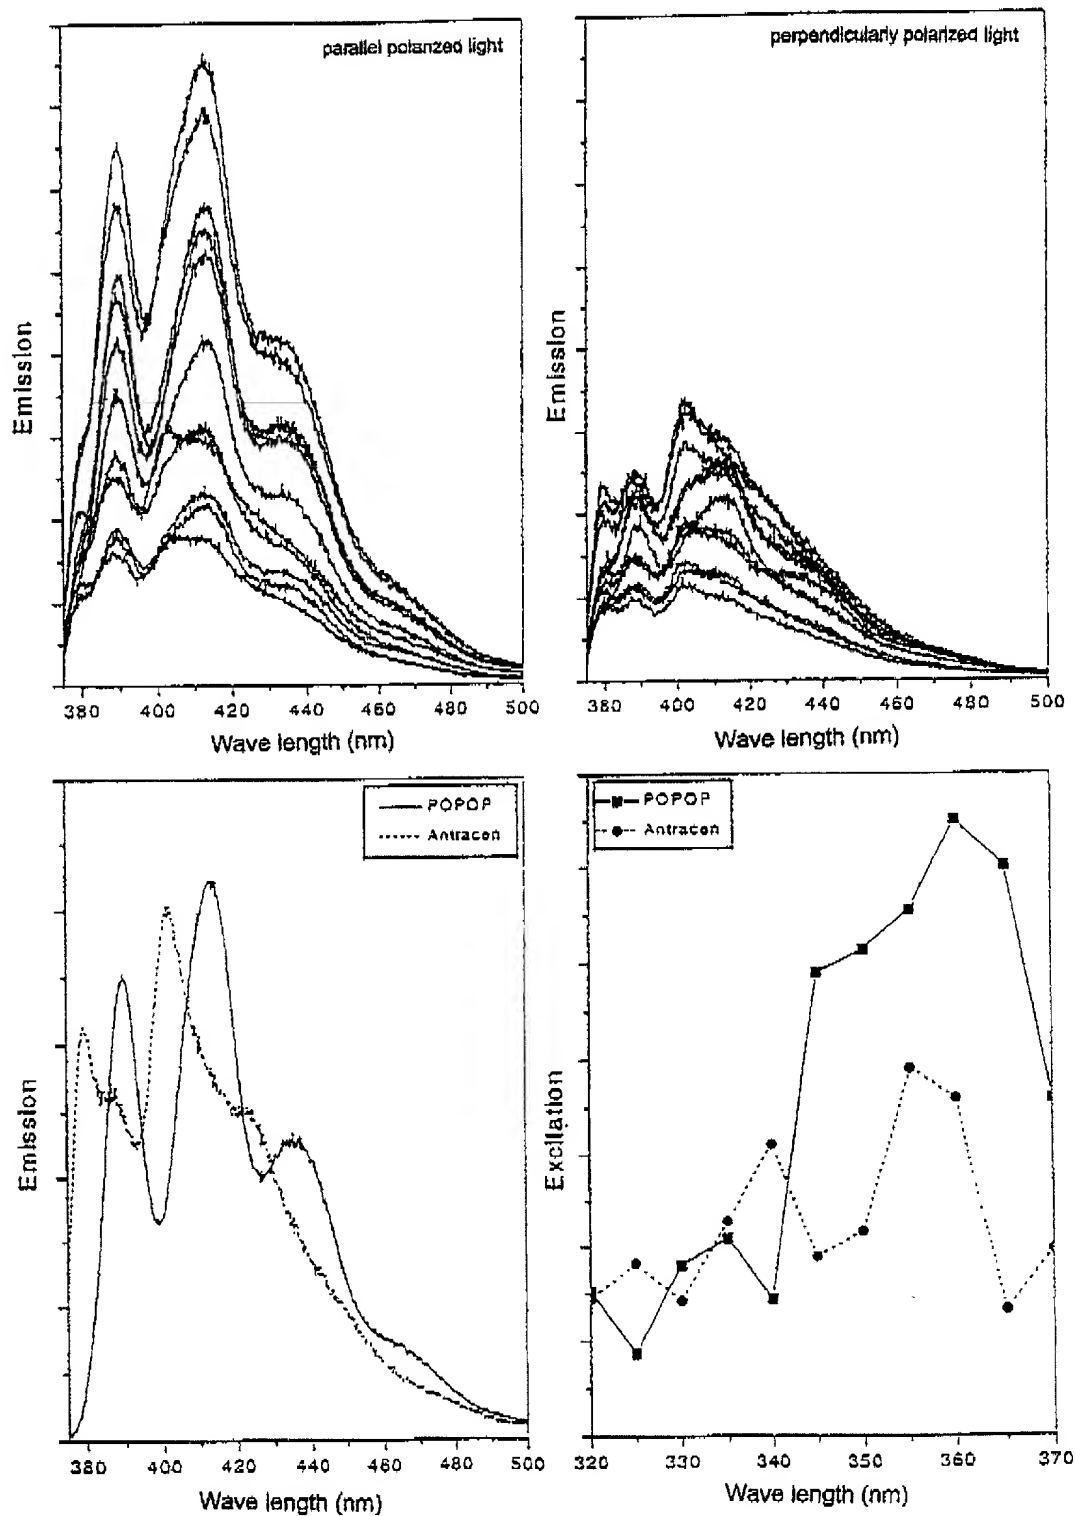 parallel polarized light
perpendicularly polarized light
Emission
Emission
380 400 420 440 460 480 500
380 400 420 440 460 480 500
Wave length (nm)
Wave length (nm)
POPOP
Antracen
POPOP
Antracen
Emission
Excitation
380 400 420 440 460 480 500
320 330 340 350 360 370
Wave length (nm)
Wave length (nm)